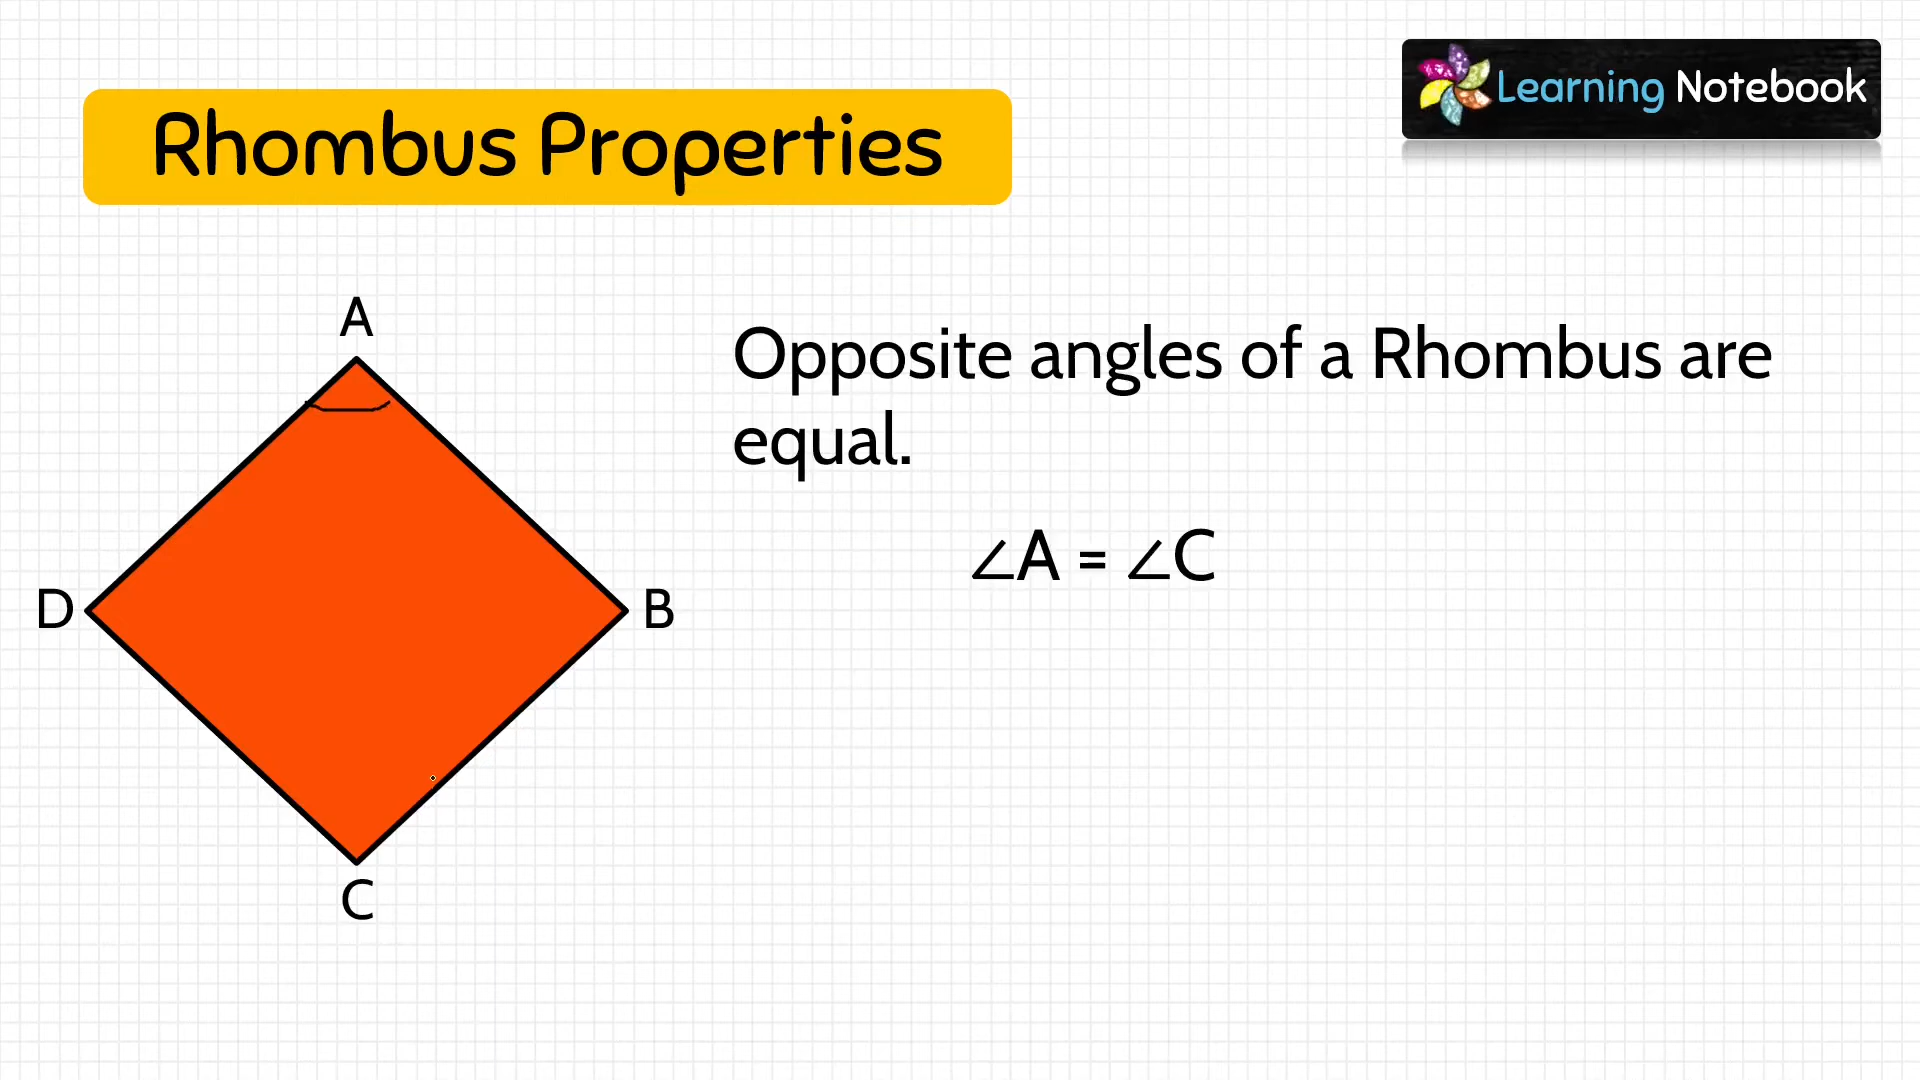 Learning Notebook
Rhombus Properties
A
Opposite angles of a Rhombus are
equal.
∠A = ∠C
D
B
C